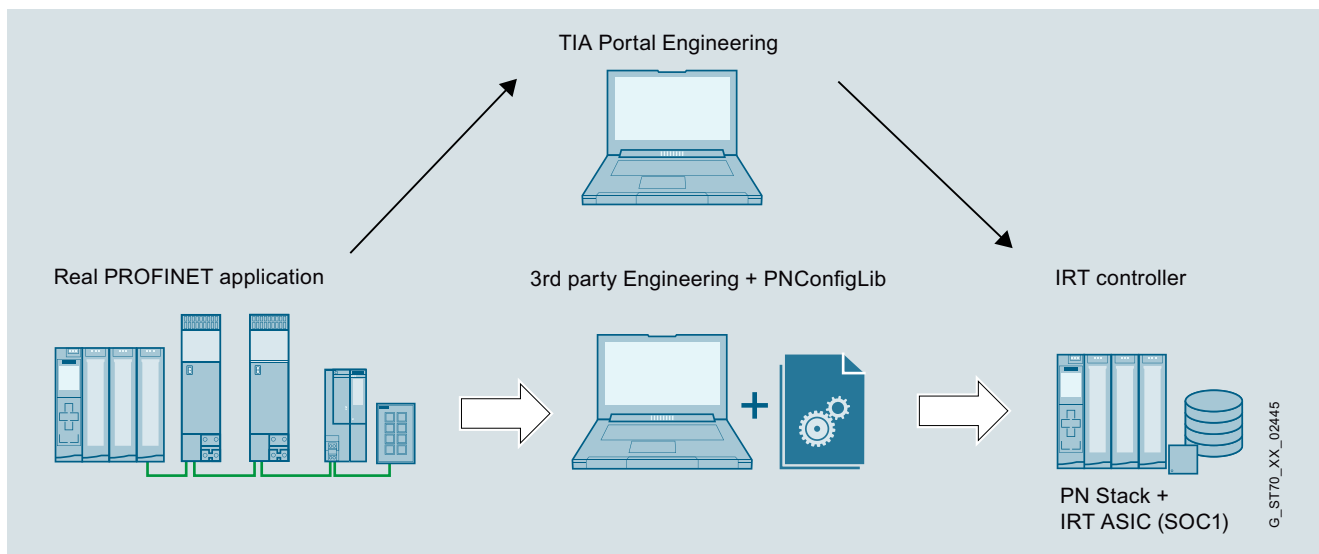 TIA Portal Engineering
Real PROFINET application
3rd party Engineering + PNConfigLib
IRT controller
PN Stack +
IRT ASIC (SOC1)
G_ST70_XX_02445